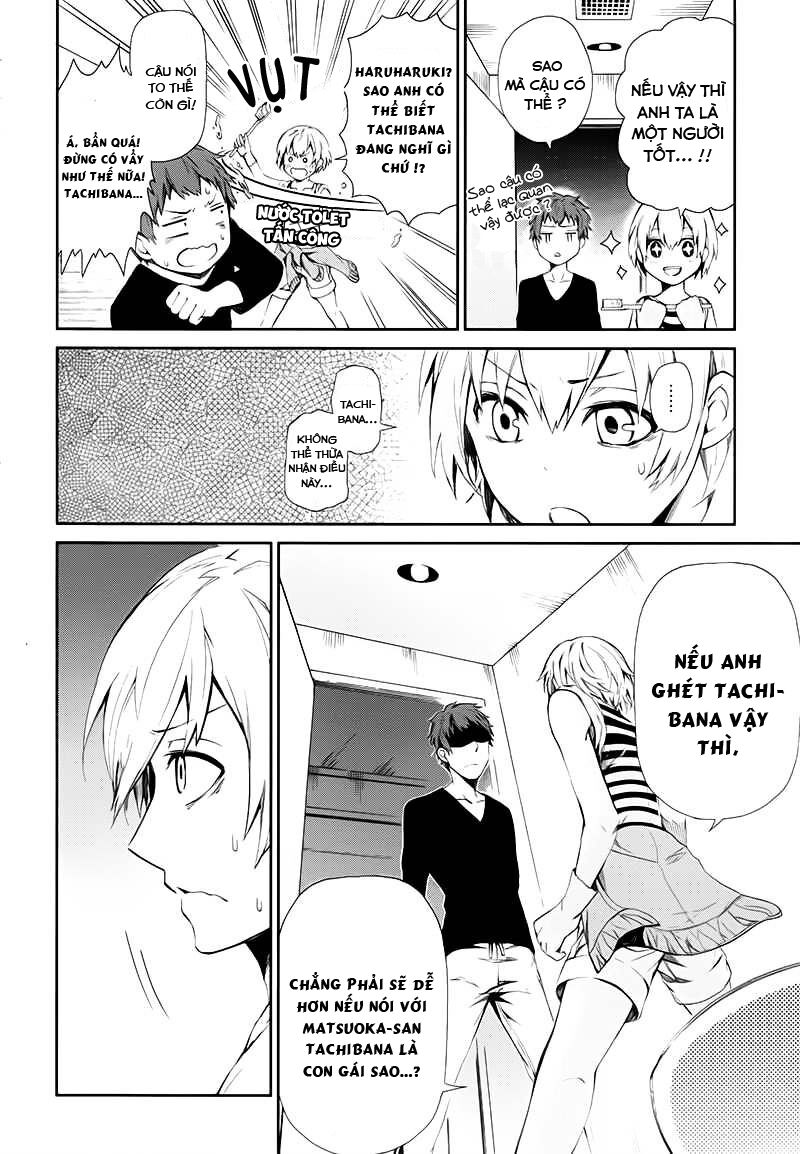 NẾU VẬY THÌ
ANH TA LÀ
MỘT NGƯỜI
TỐT... !!
SAO
MÀ CẬU CÓ
THỂ ?
Sao cậu có
thể lạc quan
vậy được ?
HARUHARUKI?
SAO ANH CÓ
THỂ BIẾT
TACHIBANA
ĐANG NGHĨ GÌ
CHỨ !?
VỤT
NƯỚC TOLET
TẤN CÔNG
CẬU NÓI
TO THẾ
CÒN GÌ!
Á, BẨN QUÁ!
ĐỪNG CÓ VẨY
NHƯ THẾ NỮA!
TACHIBANA...
......
TACHI-
BANA...
KHÔNG
THỂ THỪA
NHẬN ĐIỀU
NÀY...
NẾU ANH
GHÉT TACHI-
BANA VẬY
THÌ,
CHẲNG PHẢI SẼ DỄ
HƠN NẾU NÓI VỚI
MATSUOKA-SAN
TACHIBANA LÀ
CON GÁI SAO...?